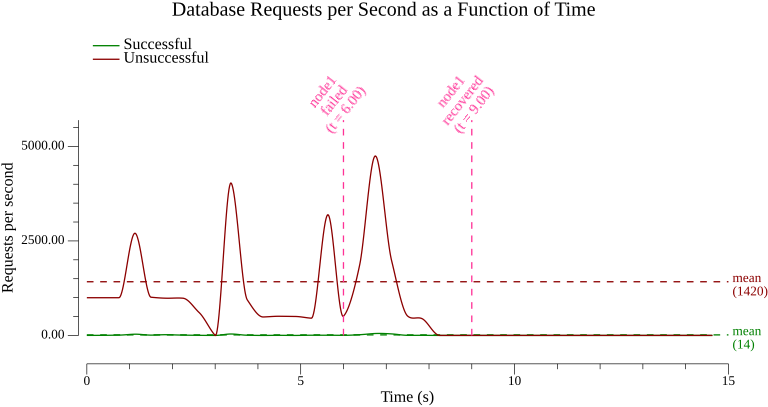 Database Requests per Second as a Function of Time
Successful
Unsuccessful
node1
failed
(t = 6.00)
node1
recovered
(t = 9.00)
Requests per second
5000.00
2500.00
0.00
mean
(1420)
mean
(14)
0
5
10
15
Time (s)